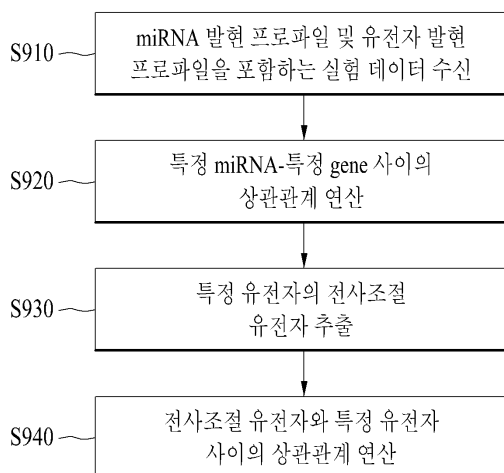 S910
miRNA 발현 프로파일 및 유전자 발현
프로파일을 포함하는 실험 데이터 수신
S920
특정 miRNA-특정 gene 사이의
상관관계 연산
S930
특정 유전자의 전사조절
유전자 추출
S940
전사조절 유전자와 특정 유전자
사이의 상관관계 연산